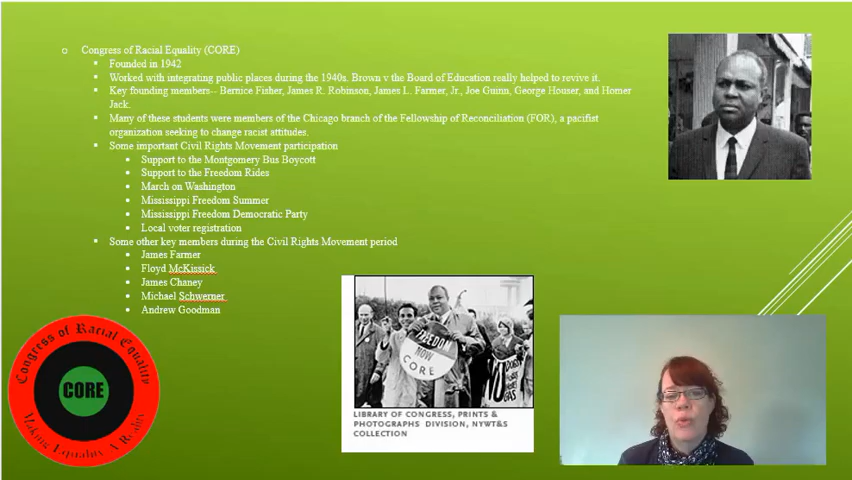 Congress of Racial Equality (CORE)
Founded in 1942
Worked with integrating public places during the 1940s. Brown v the Board of Education really helped to revive it.
Key founding members-- Bernice Fisher, James R. Robinson, James L. Farmer, Jr., Joe Guinn, George Houser, and Homer
Jack.
Many of these students were members of the Chicago branch of the Fellowship of Reconciliation (FOR), a pacifist
organization seeking to change racist attitudes.
Some important Civil Rights Movement participation
Support to the Montgomery Bus Boycott
Support to the Freedom Rides
March on Washington
Mississippi Freedom Summer
Mississippi Freedom Democratic Party
Local voter registration
Some other key members during the Civil Rights Movement period
James Farmer
Floyd McKissick
James Chaney
Michael Schwerner
Andrew Goodman
Congress of Racial Equality
CORE
Making Equality A Reality
FREEDOM
NOW
CORE
LIBRARY OF CONGRESS, PRINTS &
PHOTOGRAPHS DIVISION, NYWT&S
COLLECTION